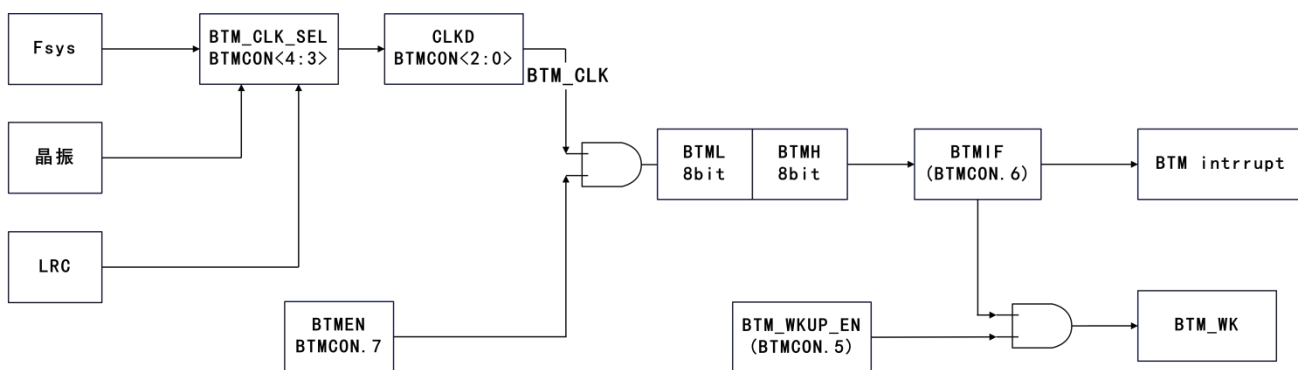 Fsys
BTM_CLK_SEL
BTMCON<4:3>
CLKD
BTMCON<2:0>
BTM_CLK
晶振
BTML
8bit
BTMH
8bit
BTMIF
(BTMCON.6)
BTM intrrupt
LRC
BTMEN
BTMCON.7
BTM_WKUP_EN
(BTMCON.5)
BTM_WK